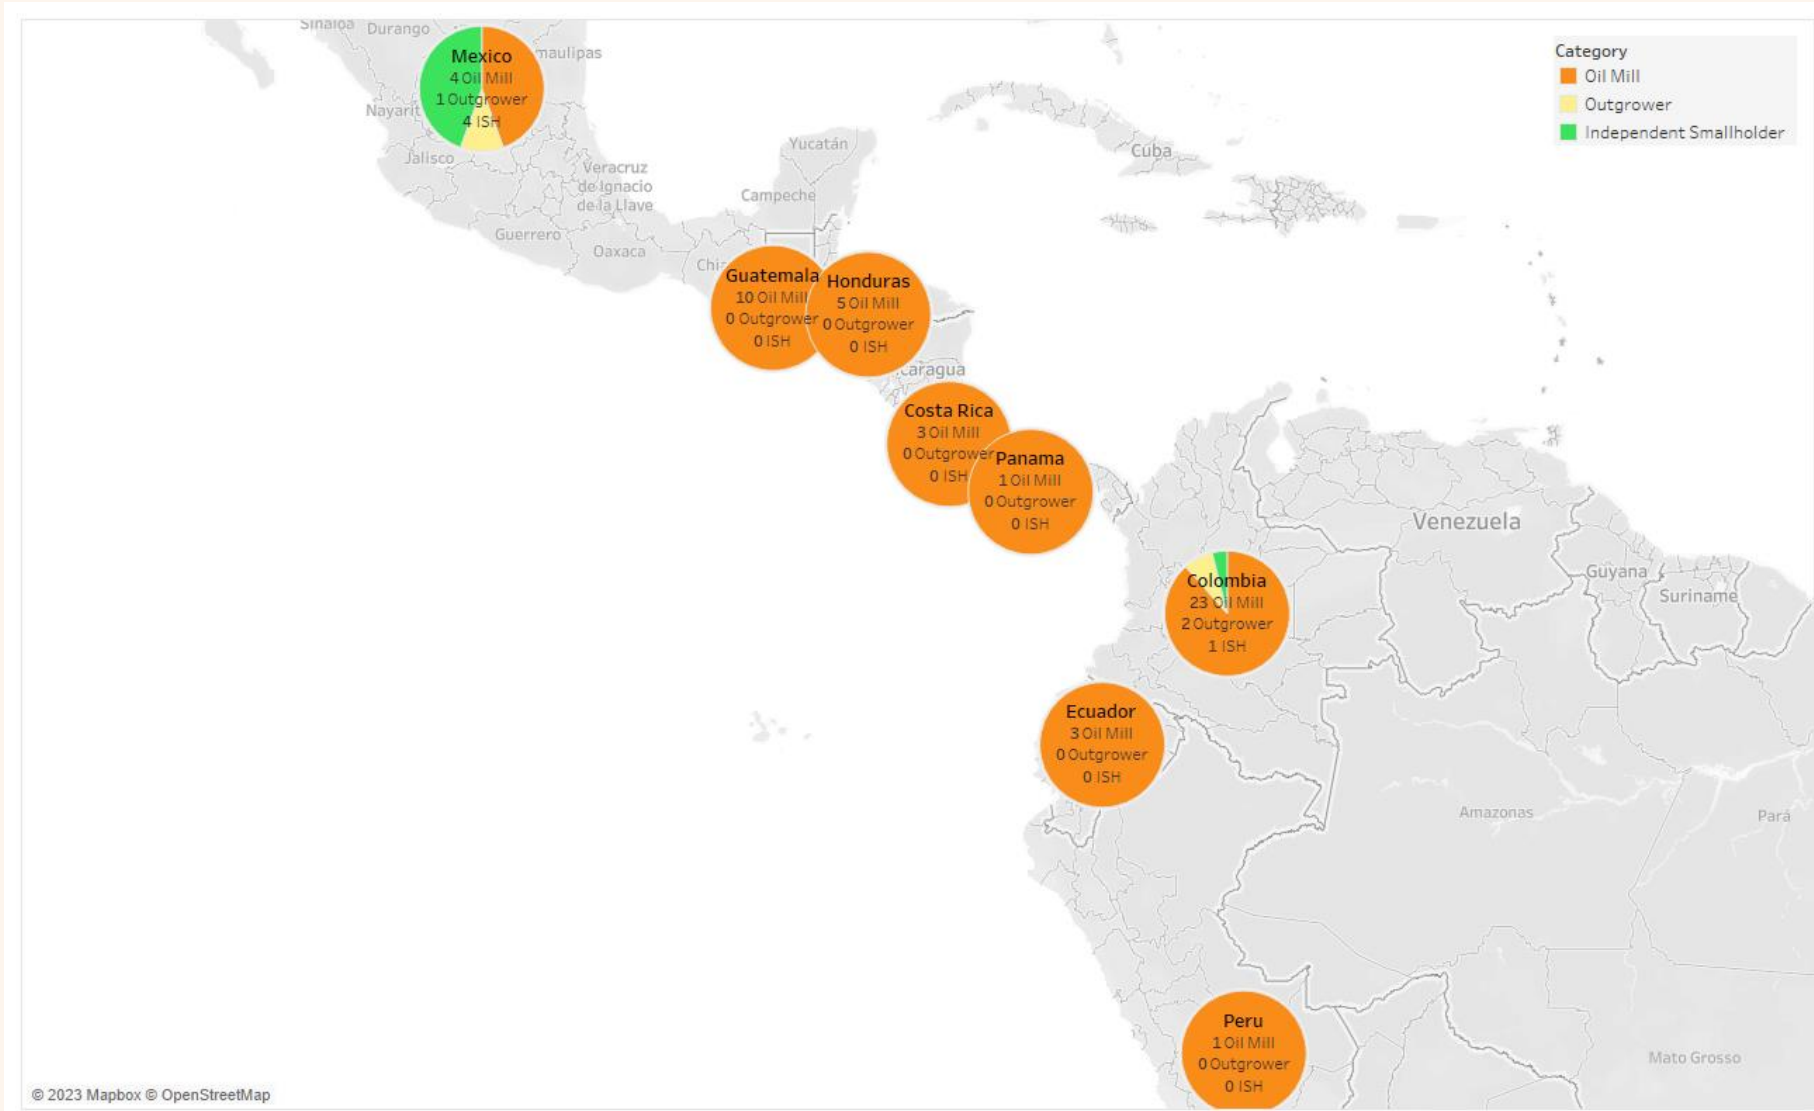 Durango
Mexico
4 Oil Mill
1 Outgrower
4 ISH
maulipas
Nayarit
Jalisco
Veracruz
de Ignacio
de la Llave
Guerrero
Oaxaca
Yucatán
Campeche
Chia
Cuba
Category
Oil Mill
Outgrower
Independent Smallholder
Guatemala
10 Oil Mill
0 Outgrower
0 ISH
Honduras
5 Oil Mill
0 Outgrower
0 ISH
caragua
Costa Rica
3 Oil Mill
0 Outgrower
0 ISH
Panama
1 Oil Mill
0 Outgrower
0 ISH
Venezuela
Guyana
Suriname
Colombia
23 Oil Mill
2 Outgrower
1 ISH
Ecuador
3 Oil Mill
0 Outgrower
0 ISH
Amazonas
Pará
Peru
1 Oil Mill
0 Outgrower
0 ISH
Mato Grosso
© 2023 Mapbox © OpenStreetMap